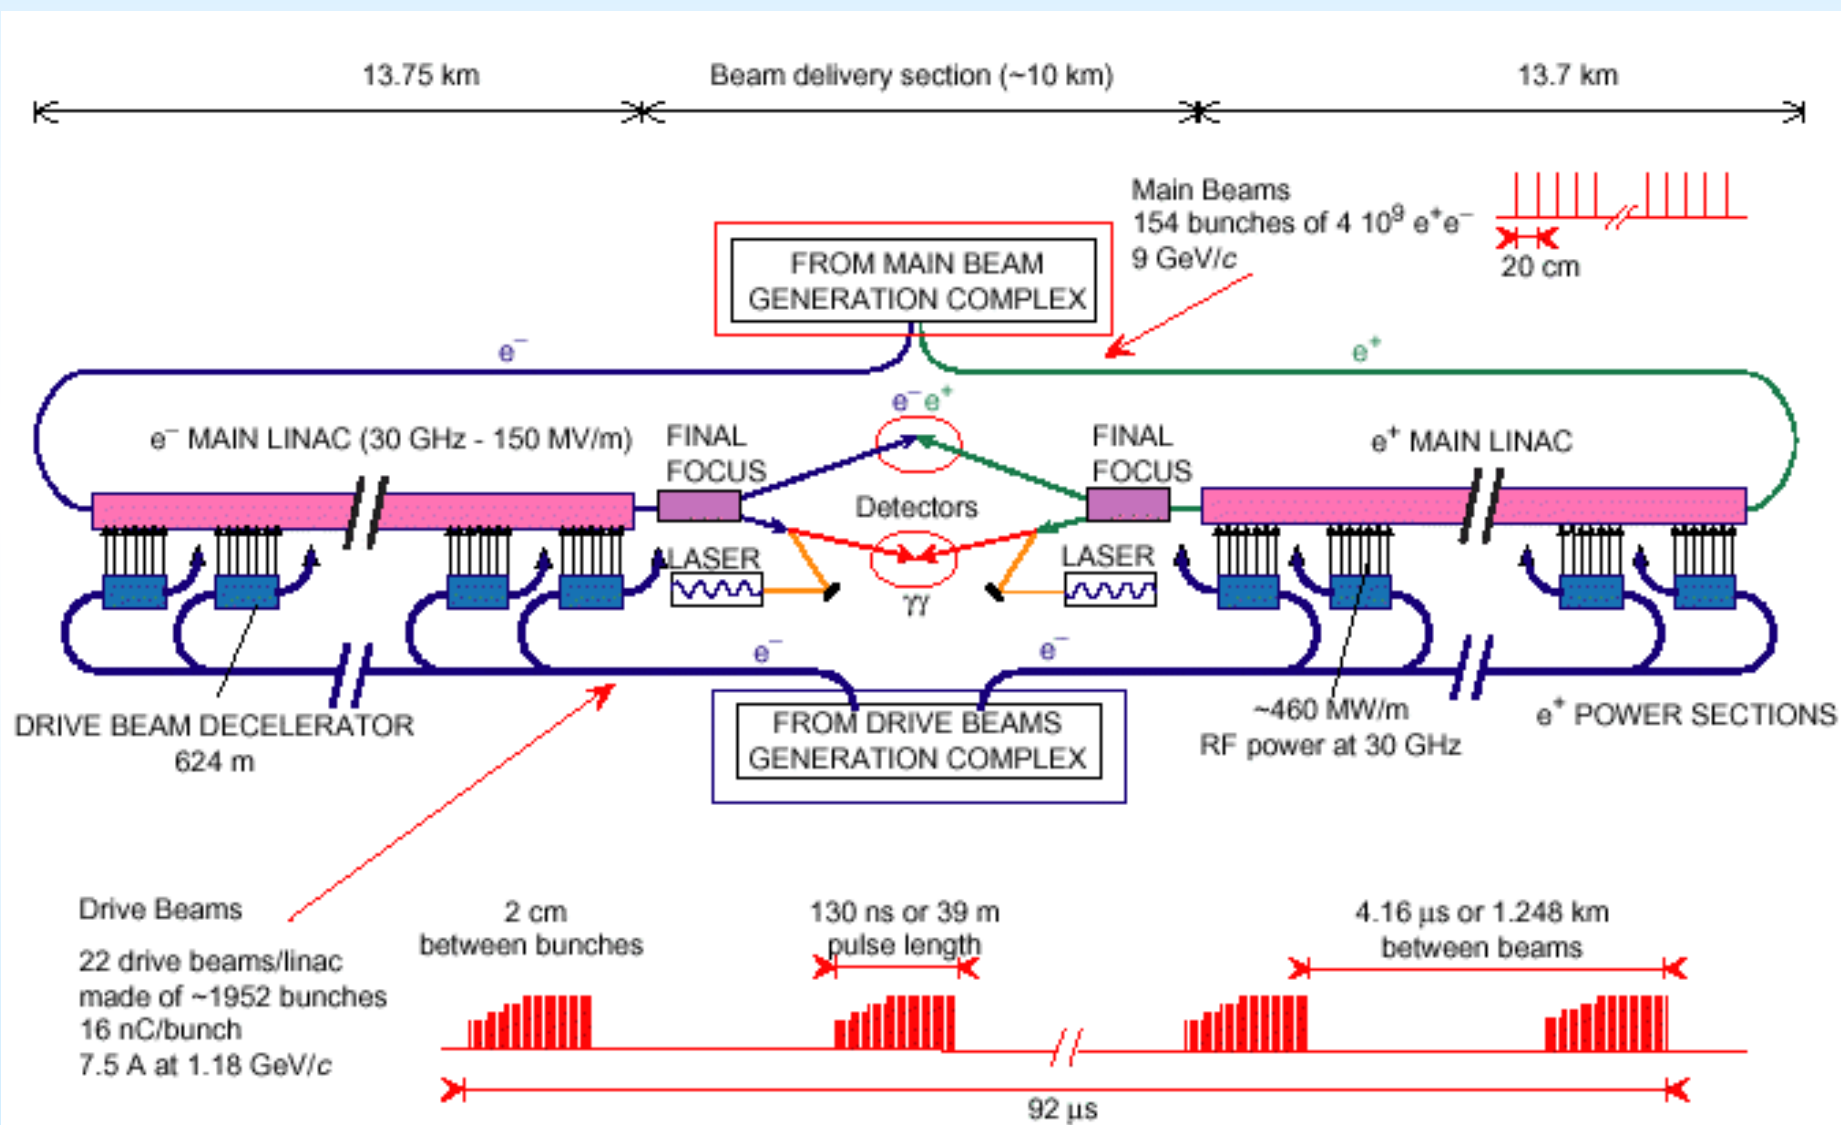 13.75 km
Beam delivery section (~10 km)
13.7 km
Main Beams
154 bunches of 4 10⁹ e⁺e⁻
9 GeV/c
20 cm
FROM MAIN BEAM
GENERATION COMPLEX
e⁻
e⁺
e⁻ e⁺
e⁻ MAIN LINAC (30 GHz - 150 MV/m)
FINAL
FOCUS
FINAL
FOCUS
e⁺ MAIN LINAC
Detectors
LASER
LASER
γγ
e⁻
e⁻
DRIVE BEAM DECELERATOR
624 m
FROM DRIVE BEAMS
GENERATION COMPLEX
~460 MW/m
RF power at 30 GHz
e⁺ POWER SECTIONS
Drive Beams
22 drive beams/linac
made of ~1952 bunches
16 nC/bunch
7.5 A at 1.18 GeV/c
2 cm
between bunches
130 ns or 39 m
pulse length
4.16 μs or 1.248 km
between beams
92 μs